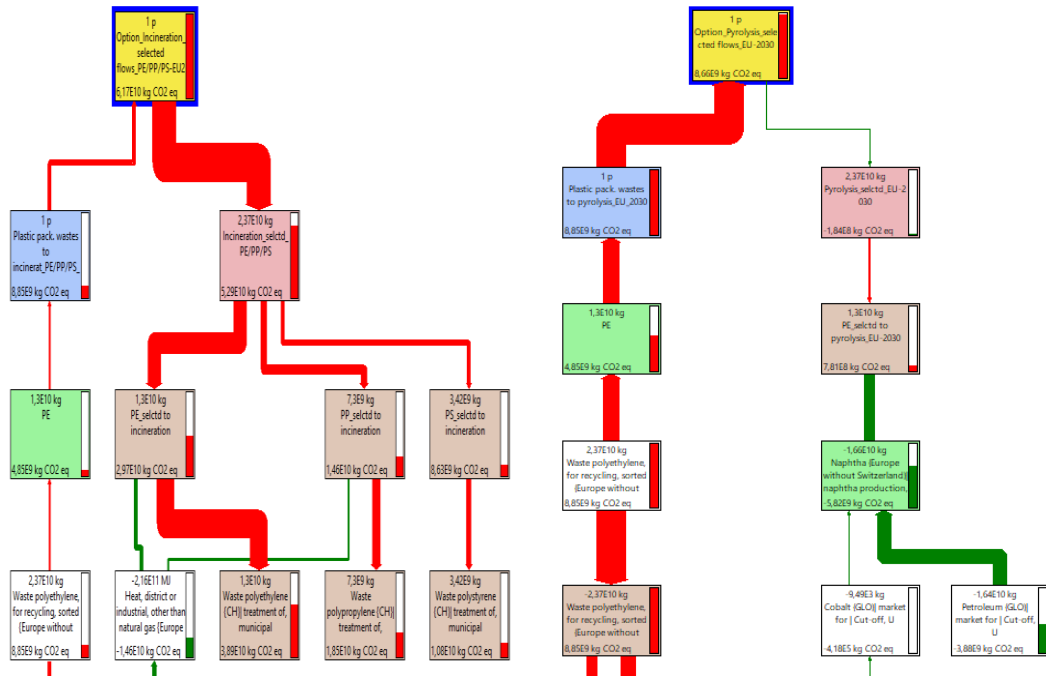 1 p
Option_Incineration_
selected
flows_PE/PP/PS-EU2
6,17E10 kg CO2 eq
1 p
Option_Pyrolysis_sele
cted flows_EU-2030
8,66E9 kg CO2 eq
1 p
Plastic pack. wastes
to
incinerat_PE/PP/PS_
8,85E9 kg CO2 eq
2,37E10 kg
Incineration_selctd_
PE/PP/PS
5,29E10 kg CO2 eq
1 p
Plastic pack. wastes
to pyrolysis_EU_2030
8,85E9 kg CO2 eq
2,37E10 kg
Pyrolysis_selctd_EU-2
030
-1,84E8 kg CO2 eq
1,3E10 kg
PE
4,85E9 kg CO2 eq
1,3E10 kg
PE_selctd to
pyrolysis_EU-2030
7,81E8 kg CO2 eq
1,3E10 kg
PE
4,85E9 kg CO2 eq
1,3E10 kg
PE_selctd to
incineration
2,97E10 kg CO2 eq
7,3E9 kg
PP_selctd to
incineration
1,46E10 kg CO2 eq
3,42E9 kg
PS_selctd to
incineration
8,63E9 kg CO2 eq
2,37E10 kg
Waste polyethylene,
for recycling, sorted
{Europe without
8,85E9 kg CO2 eq
-1,66E10 kg
Naphtha {Europe
without Switzerland}|
naphtha production,
-5,82E9 kg CO2 eq
2,37E10 kg
Waste polyethylene,
for recycling, sorted
{Europe without
8,85E9 kg CO2 eq
-2,16E11 MJ
Heat, district or
industrial, other than
natural gas {Europe
-1,46E10 kg CO2 eq
1,3E10 kg
Waste polyethylene
{CH}| treatment of,
municipal
3,89E10 kg CO2 eq
7,3E9 kg
Waste
polypropylene {CH}|
treatment of,
1,85E10 kg CO2 eq
3,42E9 kg
Waste polystyrene
{CH}| treatment of,
municipal
1,08E10 kg CO2 eq
-2,37E10 kg
Waste polyethylene,
for recycling, sorted
{Europe without
8,85E9 kg CO2 eq
-9,49E3 kg
Cobalt {GLO}| market
for | Cut-off, U
-4,18E5 kg CO2 eq
-1,64E10 kg
Petroleum {GLO}|
market for | Cut-off,
U
-3,88E9 kg CO2 eq